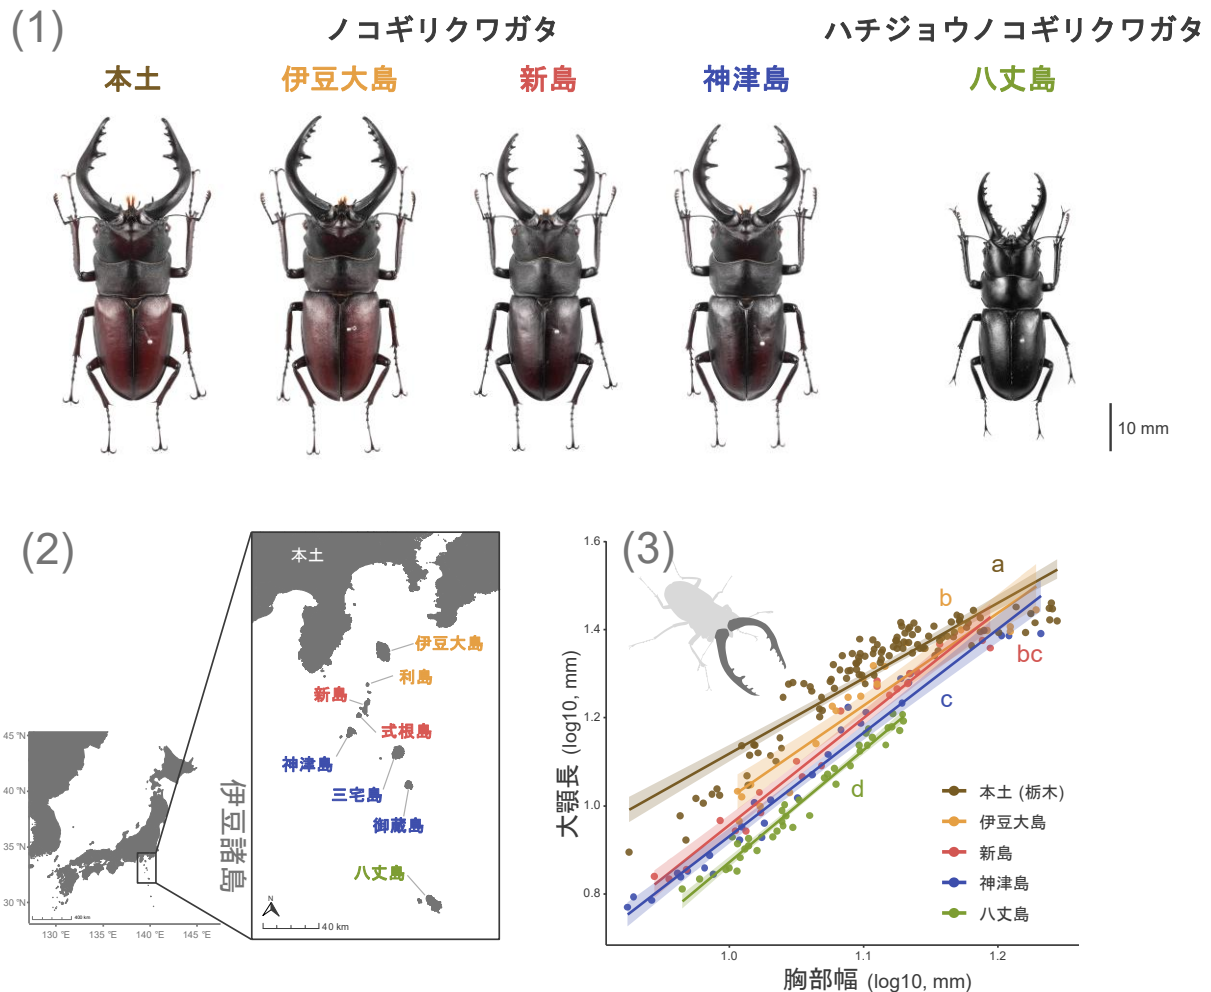 (1)
ノコギリクワガタ
ハチジョウノコギリクワガタ
本土
伊豆大島
新島
神津島
八丈島
10 mm
(2)
本土
伊豆大島
利島
新島
式根島
神津島
三宅島
御蔵島
八丈島
N
40 km
伊豆諸島
45 °N
40 °N
35 °N
30 °N
400 km
130 °E
135 °E
140 °E
145 °E
(3)
1.6
1.4
1.2
1.0
0.8
大顎長 (log10, mm)
a
b
bc
c
d
本土 (栃木)
伊豆大島
新島
神津島
八丈島
1.0
1.1
1.2
胸部幅 (log10, mm)